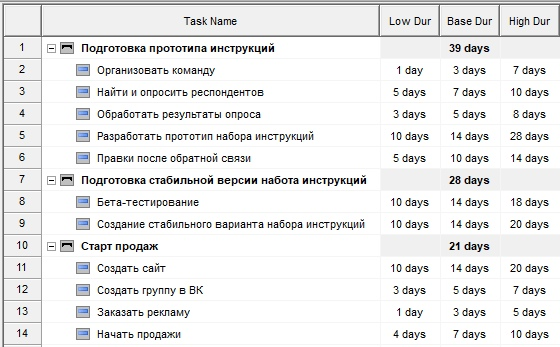 Task Name Low Dur Base Dur High Dur
1 Подготовка прототипа инструкций 39 days
2 Организовать команду 1 day 3 days 7 days
3 Найти и опросить респондентов 5 days 7 days 10 days
4 Обработать результаты опроса 3 days 5 days 8 days
5 Разработать прототип набора инструкций 10 days 14 days 28 days
6 Правки после обратной связи 5 days 10 days 14 days
7 Подготовка стабильной версии набота инструкций 28 days
8 Бета-тестирование 10 days 14 days 18 days
9 Создание стабильного варианта набора инструкций 10 days 14 days 20 days
10 Старт продаж 21 days
11 Создать сайт 10 days 14 days 20 days
12 Создать группу в ВК 3 days 5 days 7 days
13 Заказать рекламу 1 day 3 days 5 days
14 Начать продажи 4 days 7 days 10 days